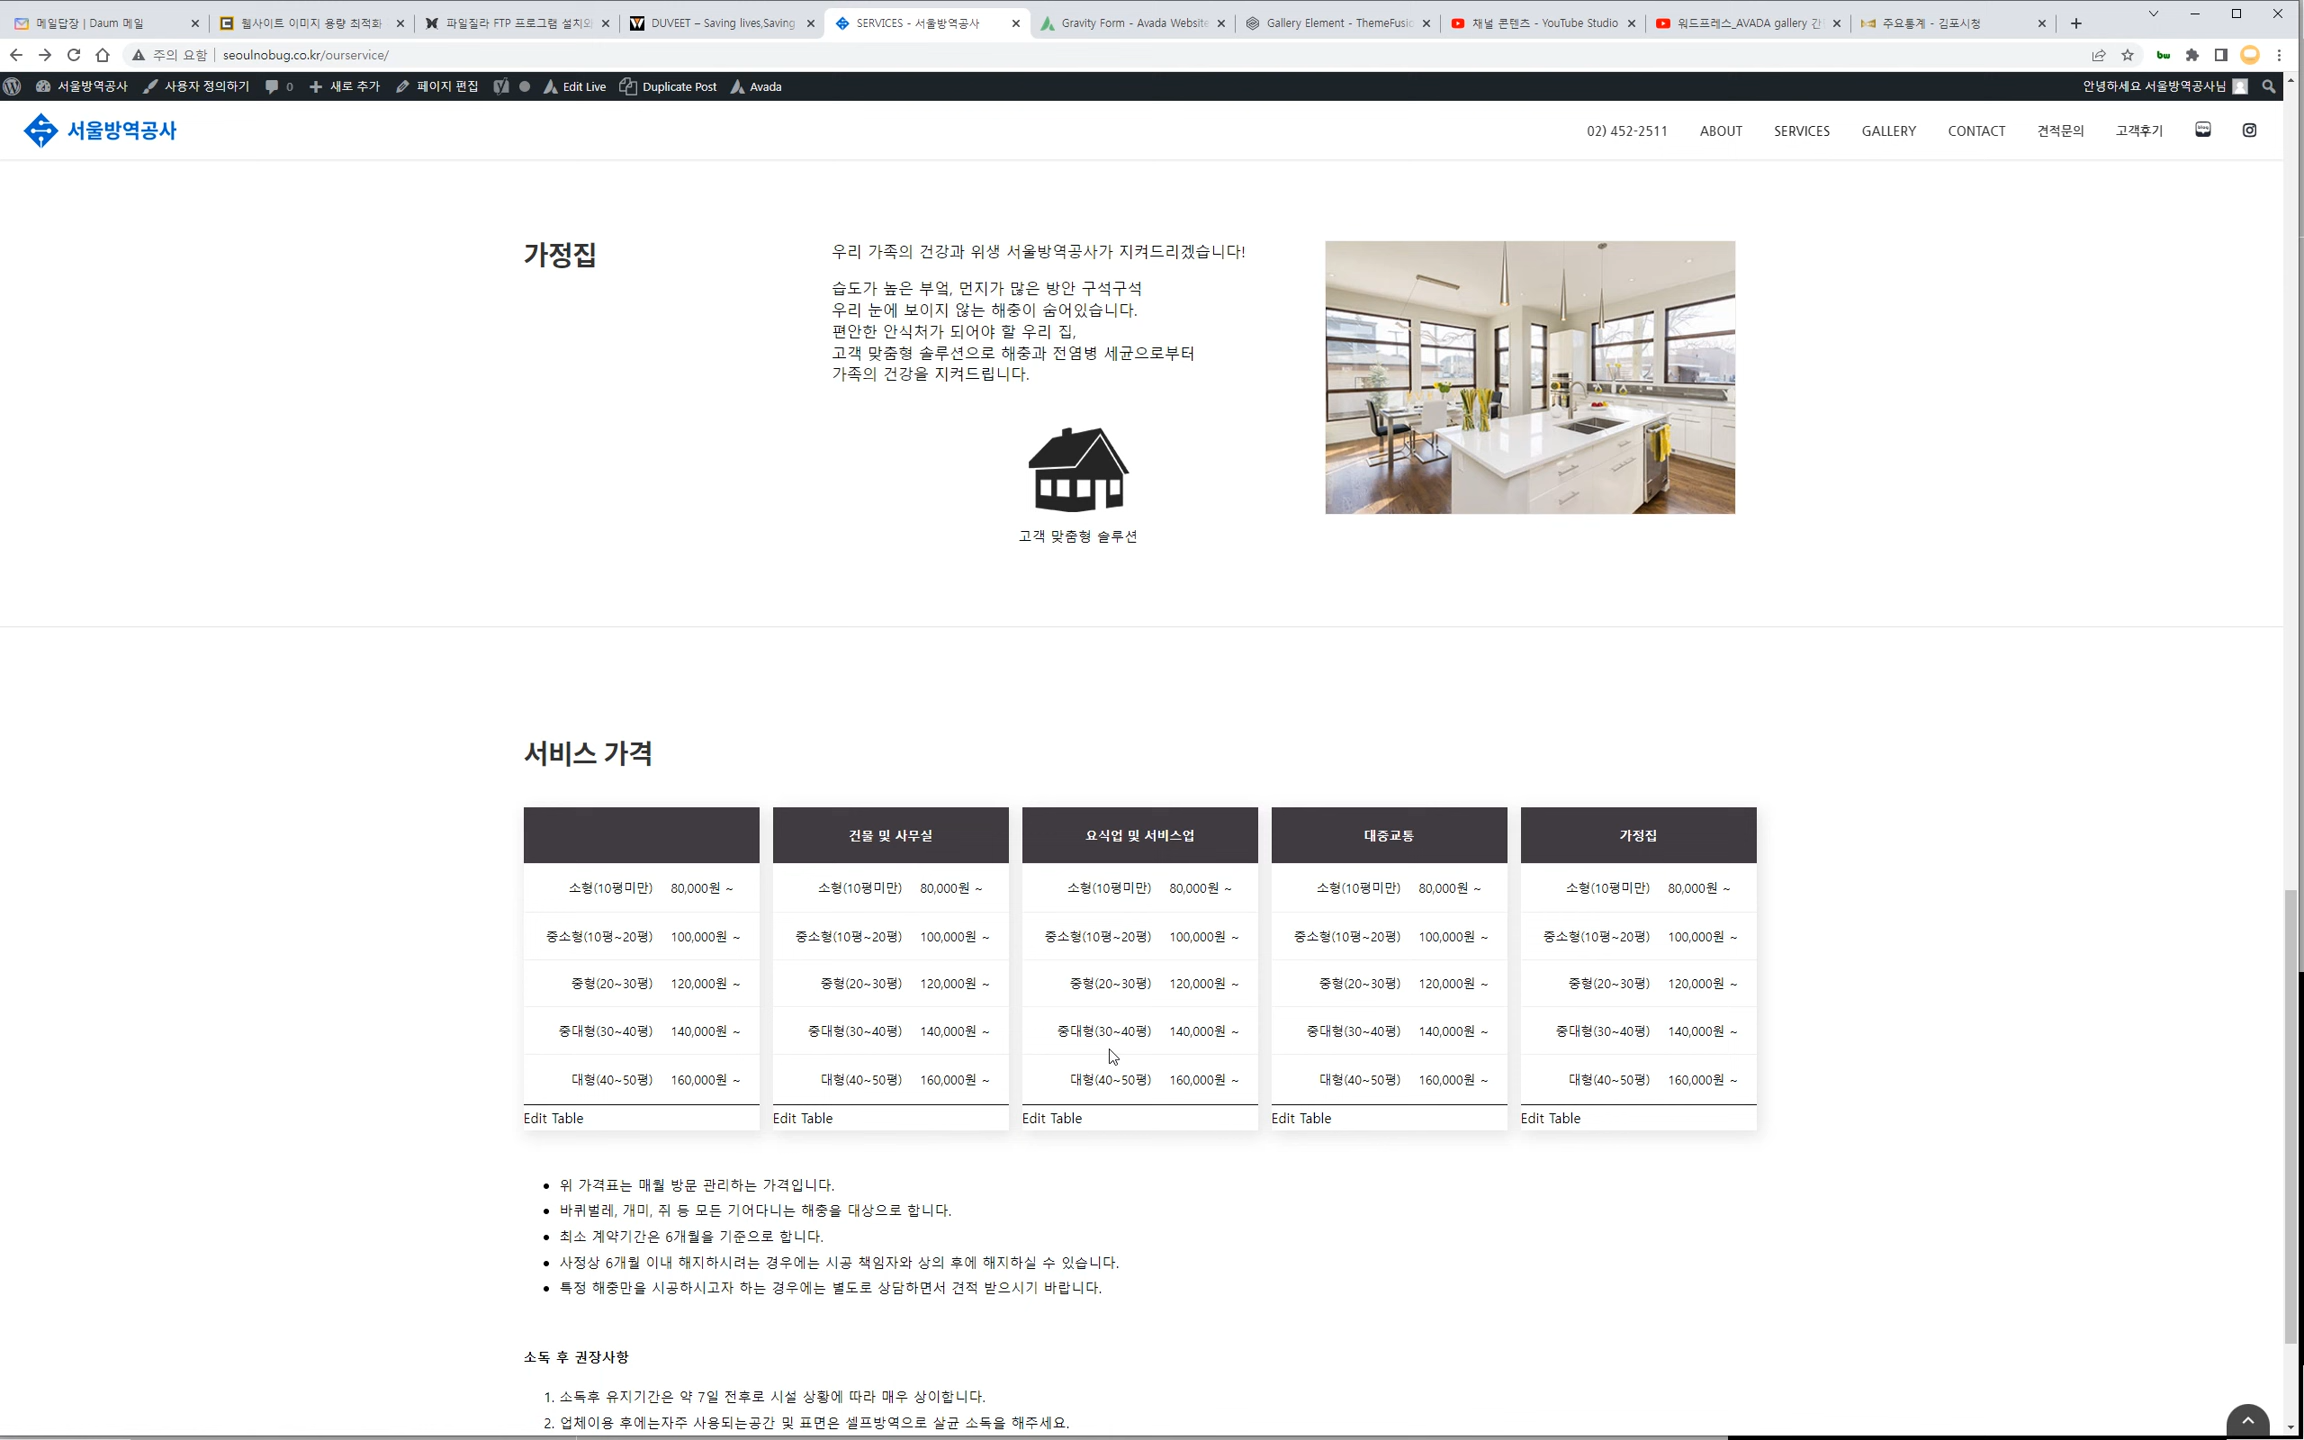 메일답장 | Daum 메일
웹사이트 이미지 용량 최적화
파일질라 FTP 프로그램 설치와
DUVEET – Saving lives,Saving
SERVICES - 서울방역공사
Gravity Form - Avada Website
Gallery Element - ThemeFusic
채널 콘텐츠 - YouTube Studio
워드프레스_AVADA gallery 간
주요통계 - 김포시청
주의 요함
seoulnobug.co.kr/ourservice/
bw
서울방역공사
사용자 정의하기
0
새로 추가
페이지 편집
Edit Live
Duplicate Post
Avada
안녕하세요 서울방역공사님
서울방역공사
02) 452-2511
ABOUT
SERVICES
GALLERY
CONTACT
견적문의
고객후기
blog
가정집
우리 가족의 건강과 위생 서울방역공사가 지켜드리겠습니다!
습도가 높은 부엌, 먼지가 많은 방안 구석구석
우리 눈에 보이지 않는 해충이 숨어있습니다.
편안한 안식처가 되어야 할 우리 집,
고객 맞춤형 솔루션으로 해충과 전염병 세균으로부터
가족의 건강을 지켜드립니다.
고객 맞춤형 솔루션
서비스 가격
건물 및 사무실 요식업 및 서비스업 대중교통 가정집
소형(10평미만) 80,000원 ~ 소형(10평미만) 80,000원 ~ 소형(10평미만) 80,000원 ~ 소형(10평미만) 80,000원 ~ 소형(10평미만) 80,000원 ~
중소형(10평~20평) 100,000원 ~ 중소형(10평~20평) 100,000원 ~ 중소형(10평~20평) 100,000원 ~ 중소형(10평~20평) 100,000원 ~ 중소형(10평~20평) 100,000원 ~
중형(20~30평) 120,000원 ~ 중형(20~30평) 120,000원 ~ 중형(20~30평) 120,000원 ~ 중형(20~30평) 120,000원 ~ 중형(20~30평) 120,000원 ~
중대형(30~40평) 140,000원 ~ 중대형(30~40평) 140,000원 ~ 중대형(30~40평) 140,000원 ~ 중대형(30~40평) 140,000원 ~ 중대형(30~40평) 140,000원 ~
대형(40~50평) 160,000원 ~ 대형(40~50평) 160,000원 ~ 대형(40~50평) 160,000원 ~ 대형(40~50평) 160,000원 ~ 대형(40~50평) 160,000원 ~
Edit Table Edit Table Edit Table Edit Table Edit Table
• 위 가격표는 매월 방문 관리하는 가격입니다.
• 바퀴벌레, 개미, 쥐 등 모든 기어다니는 해충을 대상으로 합니다.
• 최소 계약기간은 6개월을 기준으로 합니다.
• 사정상 6개월 이내 해지하시려는 경우에는 시공 책임자와 상의 후에 해지하실 수 있습니다.
• 특정 해충만을 시공하시고자 하는 경우에는 별도로 상담하면서 견적 받으시기 바랍니다.
소독 후 권장사항
1. 소독후 유지기간은 약 7일 전후로 시설 상황에 따라 매우 상이합니다.
2. 업체이용 후에는자주 사용되는공간 및 표면은 셀프방역으로 살균 소독을 해주세요.